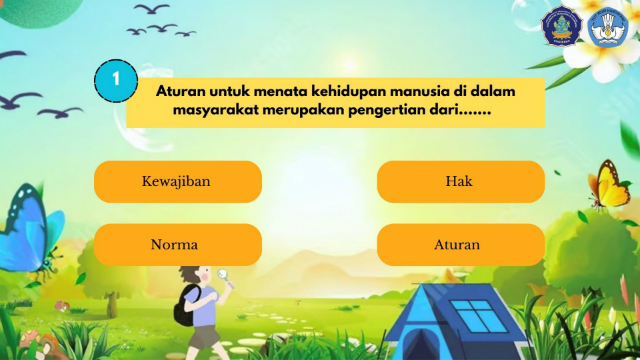 1
Aturan untuk menata kehidupan manusia di dalam
masyarakat merupakan pengertian dari.......
Kewajiban
Hak
Norma
Aturan